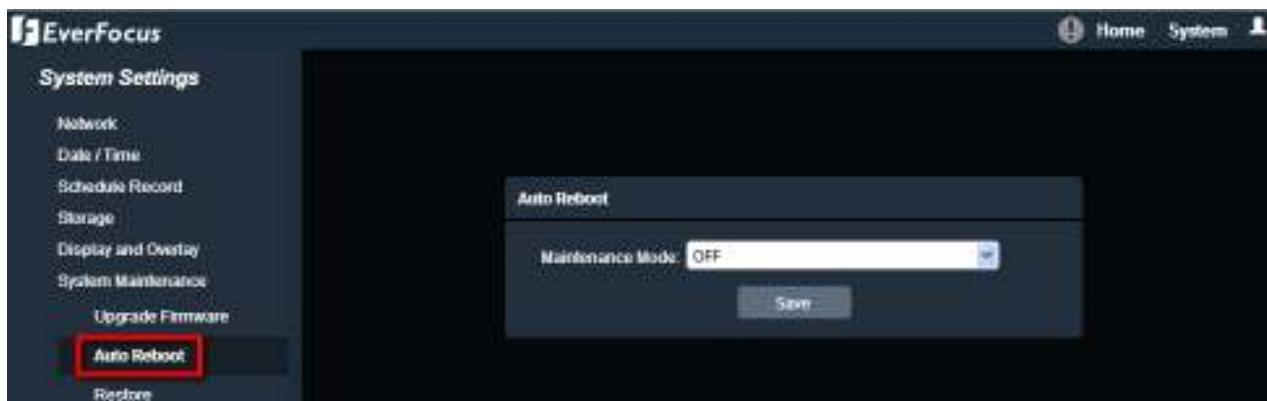 EverFocus
Home System
System Settings
Network
Date / Time
Schedule Record
Storage
Display and Overlay
System Maintenance
Upgrade Firmware
Auto Reboot
Restore
Auto Reboot
Maintenance Mode: OFF
Save